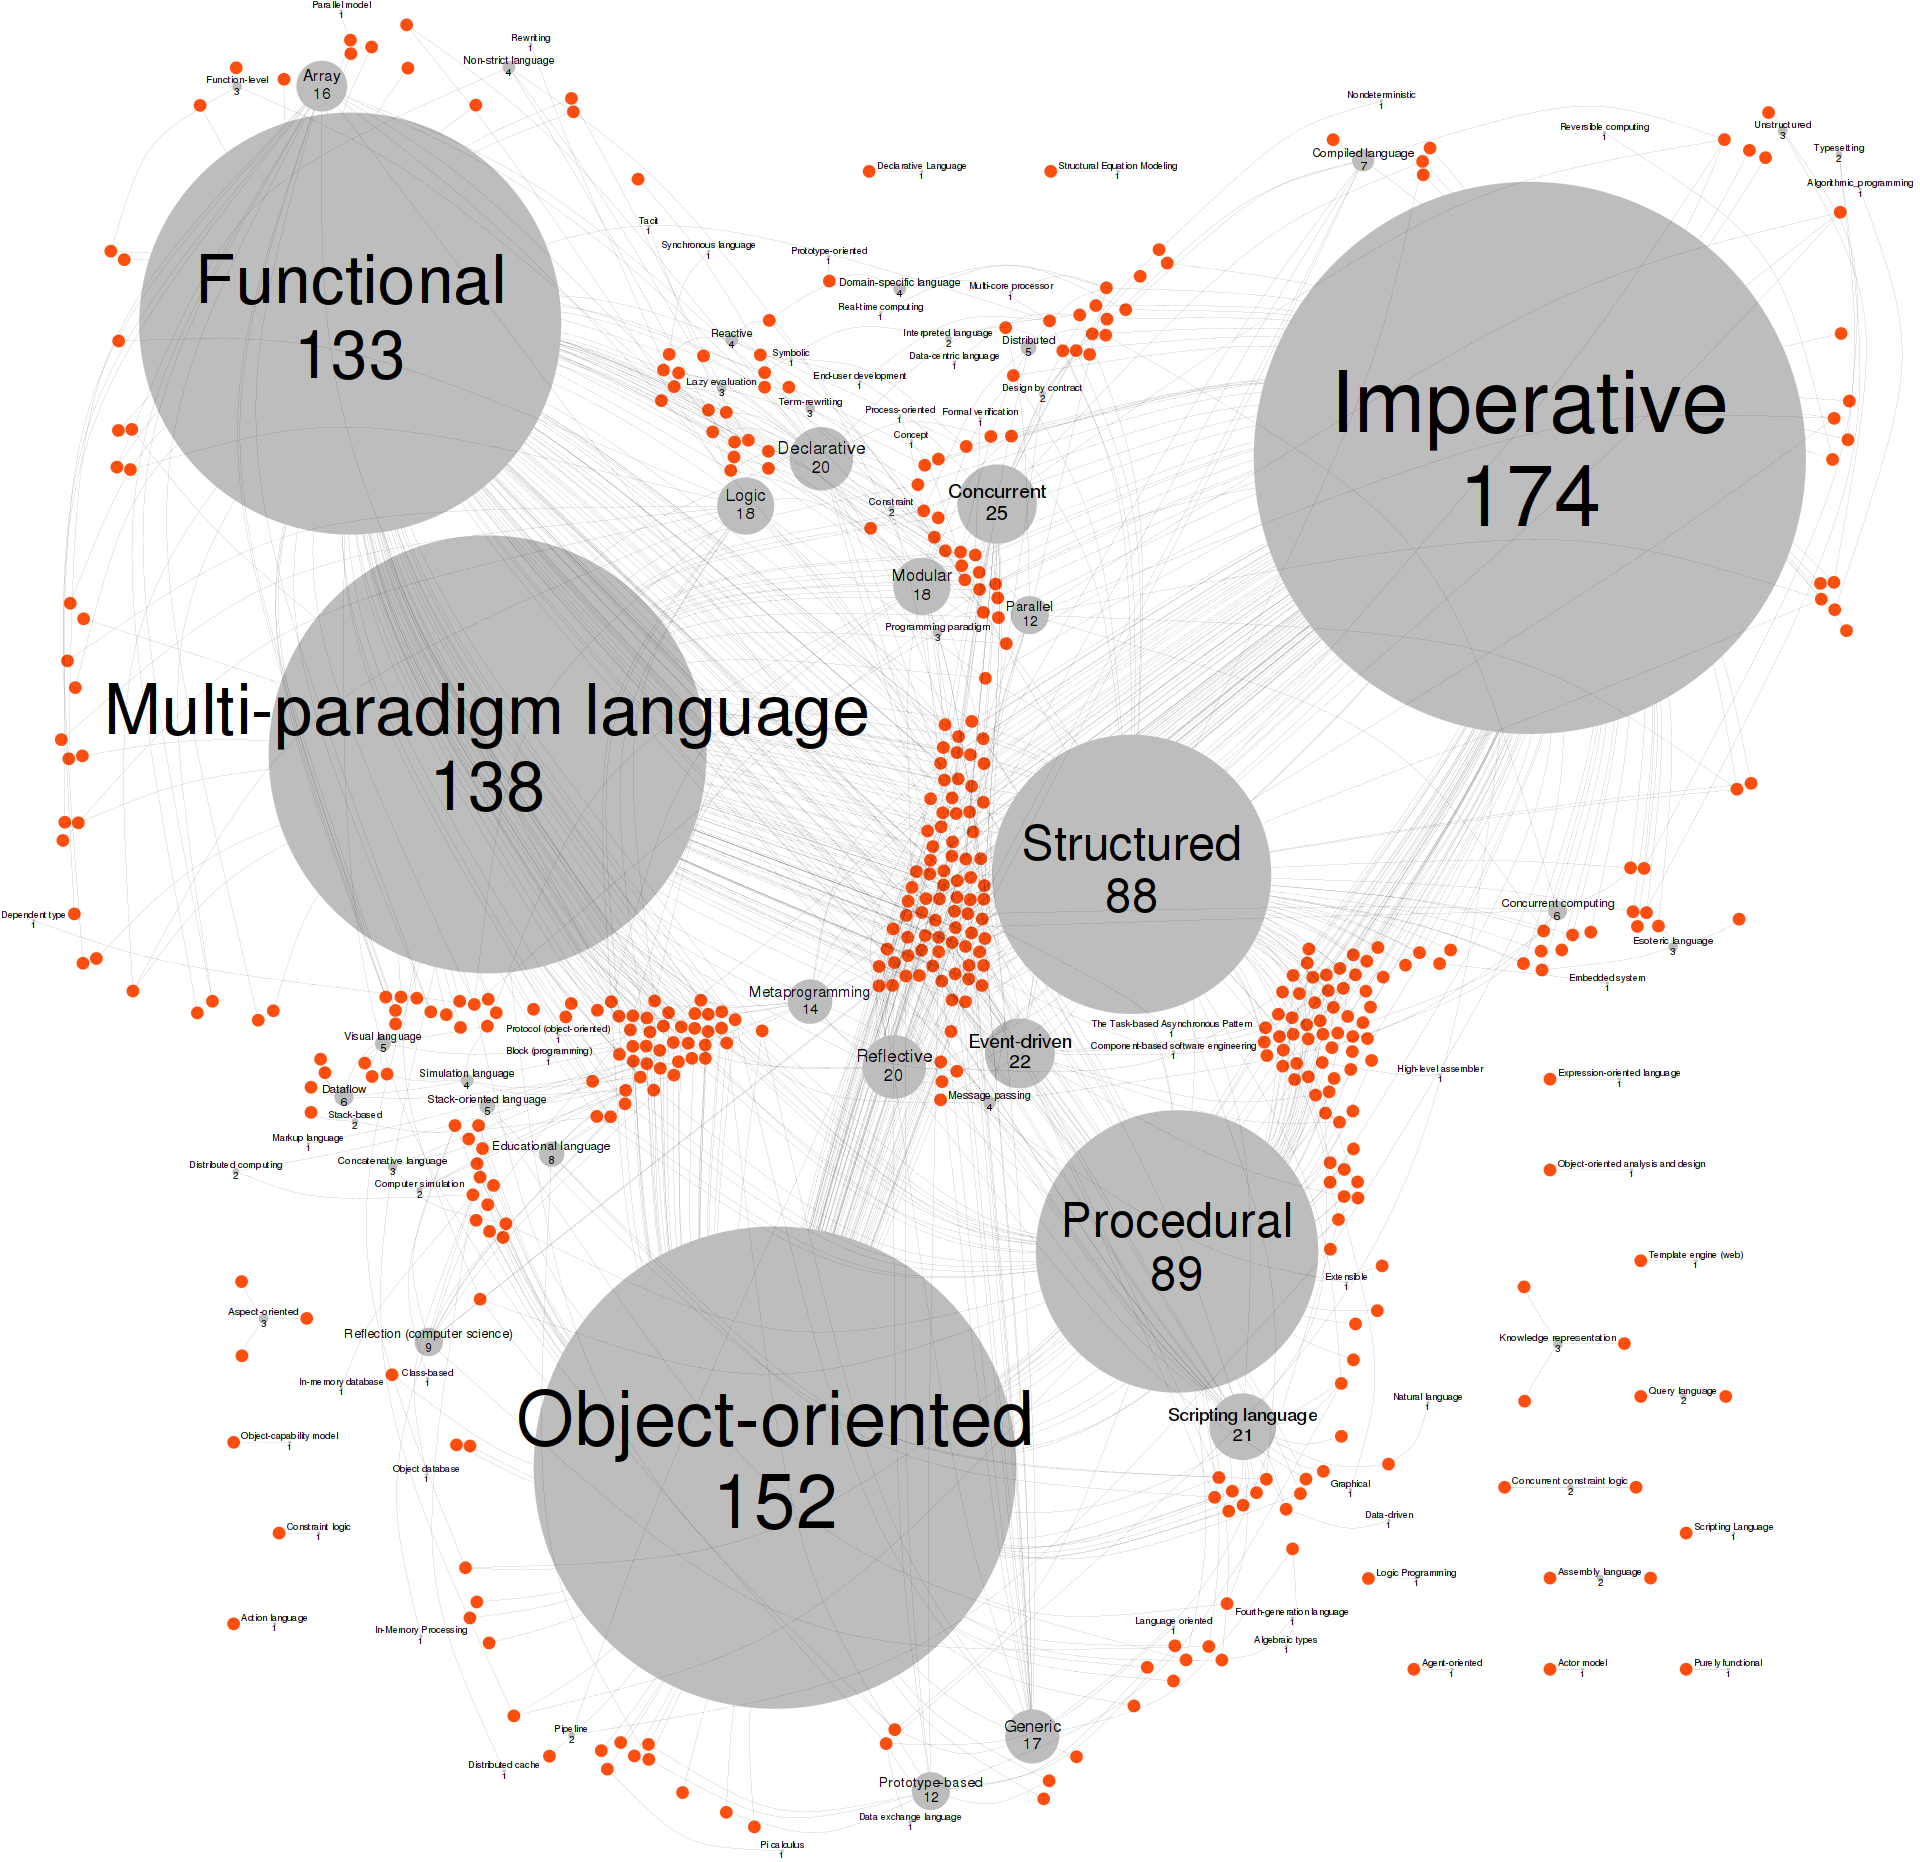 Parallel model
1
Rewriting
1
Non-strict language
4
Function-level
3
Array
16
Nondeterministic
1
Reversible computing
1
Unstructured
3
Typesetting
2
Algorithmic_programming
1
Compiled language
7
Declarative Language
1
Structural Equation Modeling
1
Tacit
1
Synchronous language
1
Prototype-oriented
1
Domain-specific language
4
Multi-core processor
1
Real-time computing
1
Functional
133
Reactive
4
Interpreted language
2
Distributed
5
Symbolic
1
Data-centric language
1
Lazy evaluation
3
End-user development
1
Design by contract
2
Term-rewriting
3
Process-oriented
1
Formal verification
1
Concept
1
Imperative
174
Declarative
20
Logic
18
Constraint
2
Concurrent
25
Modular
18
Parallel
12
Programming paradigm
3
Multi-paradigm language
138
Structured
88
Dependent type
1
Concurrent computing
6
Esoteric language
3
Embedded system
1
Metaprogramming
14
Visual language
5
Protocol (object-oriented)
1
Block (programming)
1
The Task-based Asynchronous Pattern
1
Component-based software engineering
1
Event-driven
22
Reflective
20
High-level assembler
1
Expression-oriented language
1
Simulation language
4
Dataflow
6
Stack-oriented language
5
Message passing
4
Stack-based
2
Markup language
1
Educational language
8
Distributed computing
2
Concatenative language
3
Computer simulation
2
Object-oriented analysis and design
1
Procedural
89
Template engine (web)
1
Extensible
1
Aspect-oriented
3
Reflection (computer science)
9
Knowledge representation
3
In-memory database
1
Class-based
1
Natural language
1
Query language
2
Object-oriented
152
Scripting language
21
Object-capability model
1
Object database
1
Graphical
1
Concurrent constraint logic
2
Data-driven
1
Constraint logic
1
Scripting Language
1
Logic Programming
1
Assembly language
2
Action language
1
In-Memory Processing
1
Language oriented
1
Fourth-generation language
1
Algebraic types
1
Agent-oriented
1
Actor model
1
Purely functional
1
Pipeline
2
Generic
17
Distributed cache
1
Prototype-based
12
Data exchange language
1
Pi calculus
1